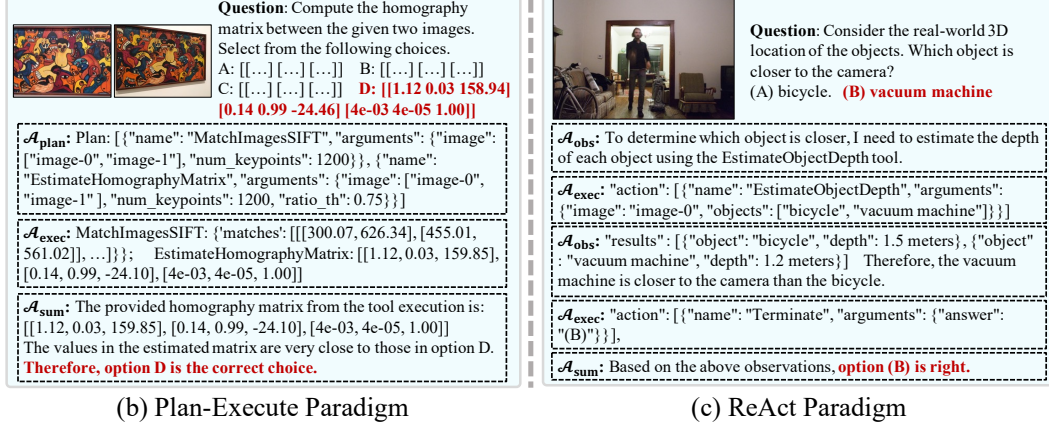 Question: Compute the homography
matrix between the given two images.
Select from the following choices.
A: [[…] […] […]] B: [[…] […] […]]
C: [[…] […] […]] D: [[1.12 0.03 158.94]
[0.14 0.99 -24.46] [4e-03 4e-05 1.00]]
𝒜plan: Plan: [{"name": "MatchImagesSIFT", "arguments": {"image":
["image-0", "image-1"], "num_keypoints": 1200}}, {"name":
"EstimateHomographyMatrix", "arguments": {"image": ["image-0",
"image-1" ], "num_keypoints": 1200, "ratio_th": 0.75}}]
𝒜exec: MatchImagesSIFT: {'matches': [[[300.07, 626.34], [455.01,
561.02]], …]}; EstimateHomographyMatrix: [[1.12, 0.03, 159.85],
[0.14, 0.99, -24.10], [4e-03, 4e-05, 1.00]]
𝒜sum: The provided homography matrix from the tool execution is:
[[1.12, 0.03, 159.85], [0.14, 0.99, -24.10], [4e-03, 4e-05, 1.00]]
The values in the estimated matrix are very close to those in option D.
Therefore, option D is the correct choice.
(b) Plan-Execute Paradigm
Question: Consider the real-world 3D
location of the objects. Which object is
closer to the camera?
(A) bicycle. (B) vacuum machine
𝒜obs: To determine which object is closer, I need to estimate the depth
of each object using the EstimateObjectDepth tool.
𝒜exec: "action": [{"name": "EstimateObjectDepth", "arguments":
{"image": "image-0", "objects": ["bicycle", "vacuum machine"]}}]
𝒜obs: "results" : [{"object": "bicycle", "depth": 1.5 meters}, {"object"
: "vacuum machine", "depth": 1.2 meters}] Therefore, the vacuum
machine is closer to the camera than the bicycle.
𝒜exec: "action": [{"name": "Terminate", "arguments": {"answer":
"(B)"}}],
𝒜sum: Based on the above observations, option (B) is right.
(c) ReAct Paradigm